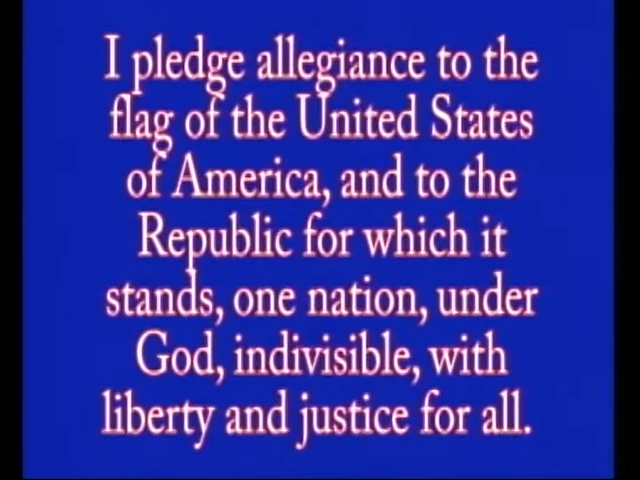 I pledge allegiance to the
flag of the United States
of America, and to the
Republic for which it
stands, one nation, under
God, indivisible, with
liberty and justice for all.